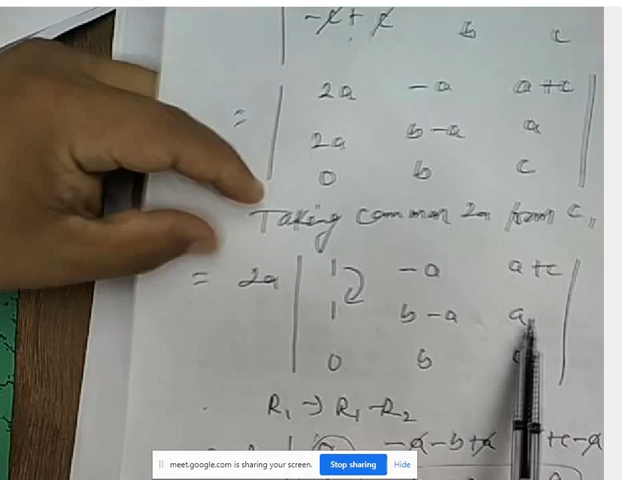 -c + c b c
= | 2a -a a+c |
| 2a b-a a |
| 0 b c |
Taking common 2a from C₁,
= 2a | 1 -a a+c |
| 1 b-a a |
| 0 b
R₁ → R₁-R₂
-a-b+a +c-a
meet.google.com is sharing your screen. Stop sharing Hide